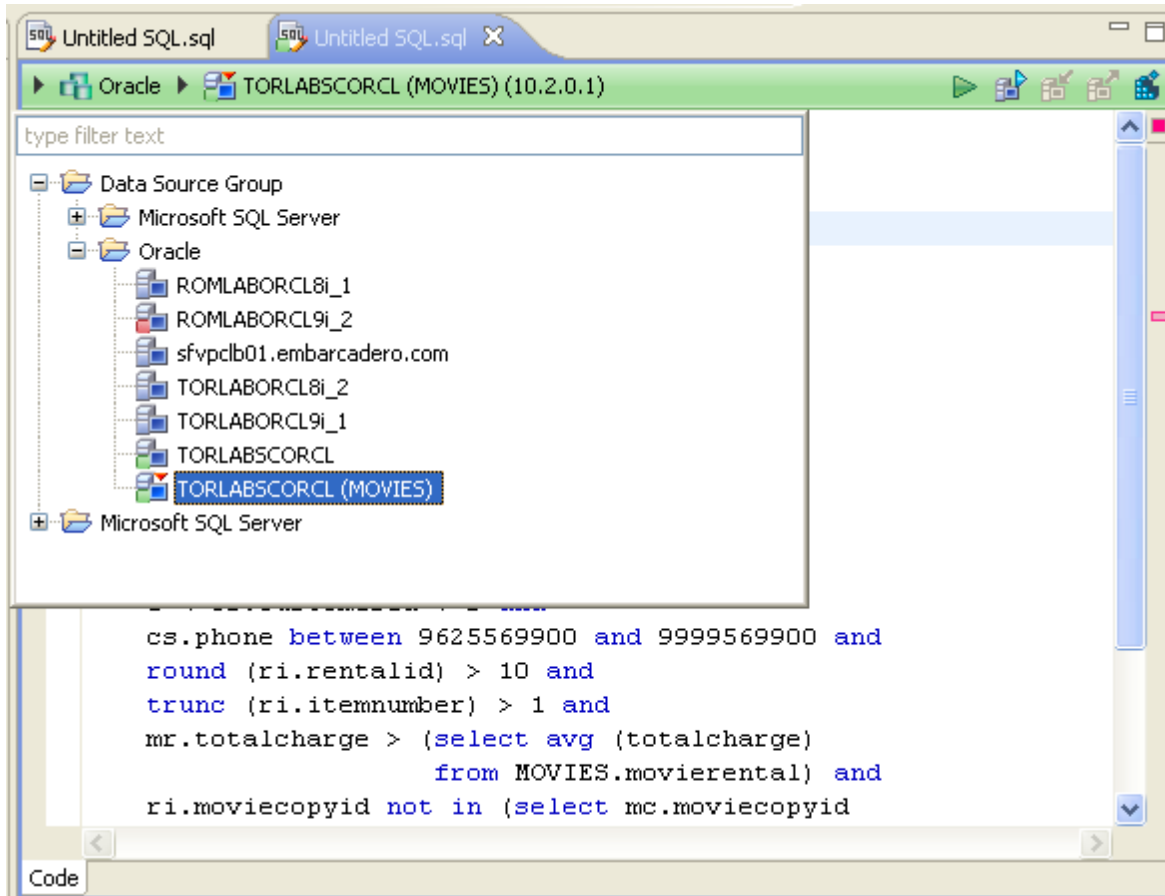 Untitled SQL.sql Untitled SQL.sql
Oracle TORLABSCORCL (MOVIES) (10.2.0.1)
type filter text
Data Source Group
Microsoft SQL Server
Oracle
ROMLABORCL8i_1
ROMLABORCL9i_2
sfvpclb01.embarcadero.com
TORLABORCL8i_2
TORLABORCL9i_1
TORLABSCORCL
TORLABSCORCL (MOVIES)
Microsoft SQL Server
cs.phone between 9625569900 and 9999569900 and
round (ri.rentalid) > 10 and
trunc (ri.itemnumber) > 1 and
mr.totalcharge > (select avg (totalcharge)
from MOVIES.movierental) and
ri.moviecopyid not in (select mc.moviecopyid
Code